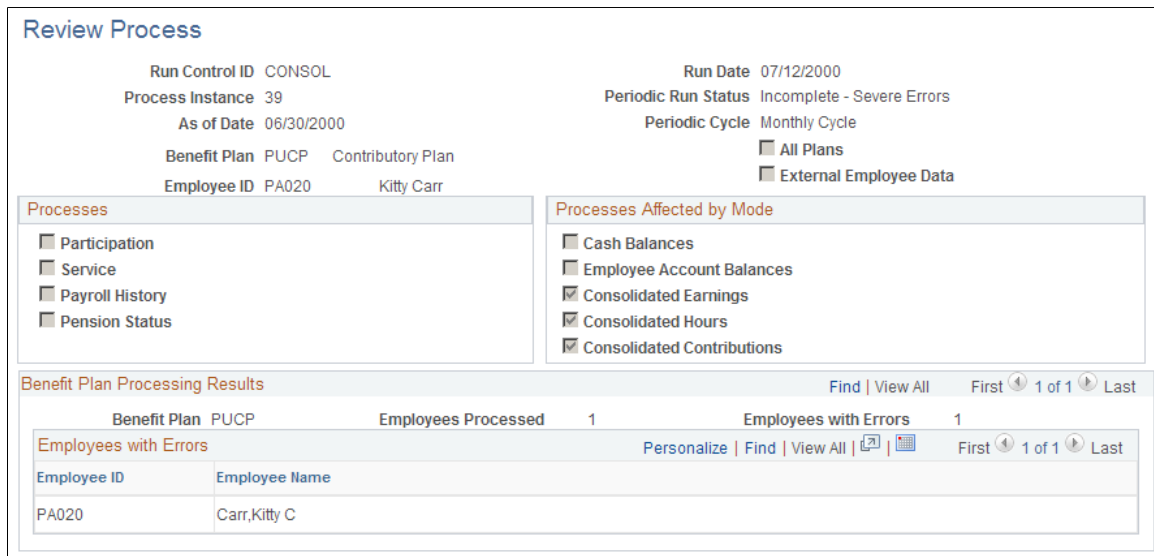 Review Process
Run Control ID CONSOL Run Date 07/12/2000
Process Instance 39 Periodic Run Status Incomplete - Severe Errors
As of Date 06/30/2000 Periodic Cycle Monthly Cycle
All Plans
Benefit Plan PUCP Contributory Plan
External Employee Data
Employee ID PA020 Kitty Carr
Processes Processes Affected by Mode
Participation Cash Balances
Service Employee Account Balances
Payroll History Consolidated Earnings
Pension Status Consolidated Hours
Consolidated Contributions
Benefit Plan Processing Results Find | View All First 1 of 1 Last
Benefit Plan PUCP Employees Processed 1 Employees with Errors 1
Employees with Errors Personalize | Find | View All | | First 1 of 1 Last
Employee ID Employee Name
PA020 Carr,Kitty C